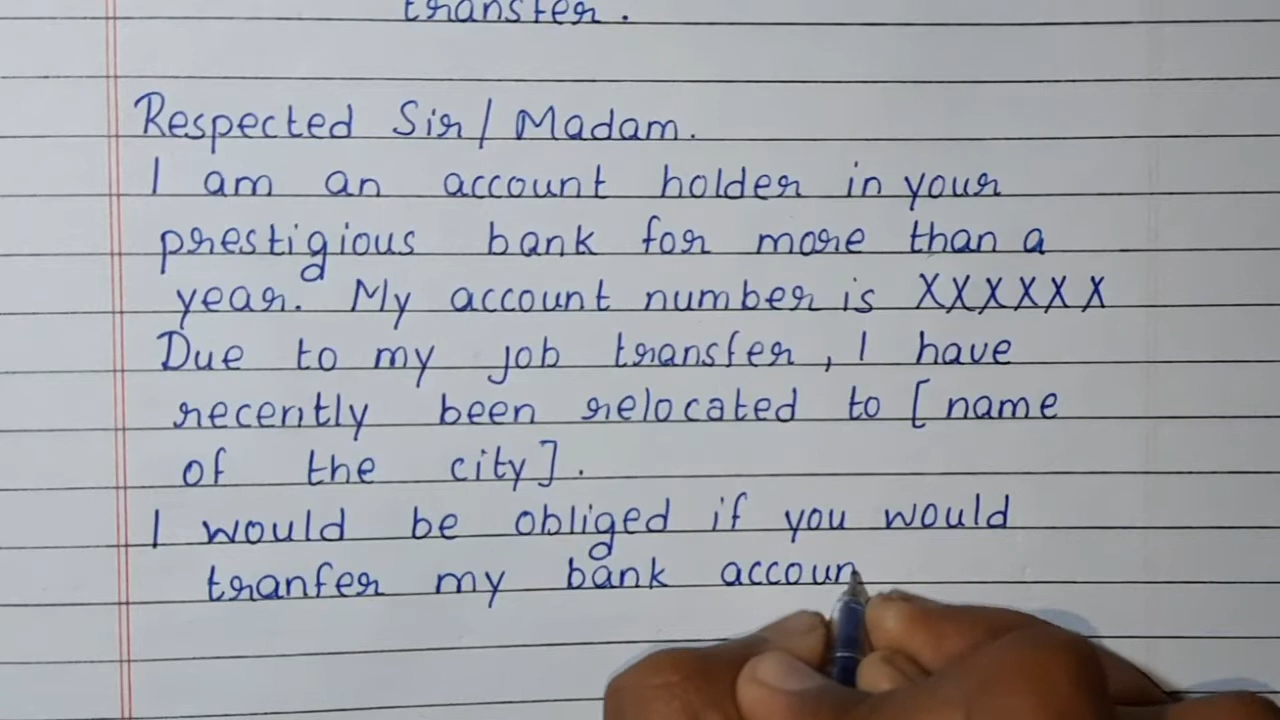 transfer.
Respected Sir/Madam.
I am an account holder in your
prestigious bank for more than a
year. My account number is XXXXXX
Due to my job transfer, I have
recently been relocated to [name
of the city].
I would be obliged if you would
tranfer my bank accoun